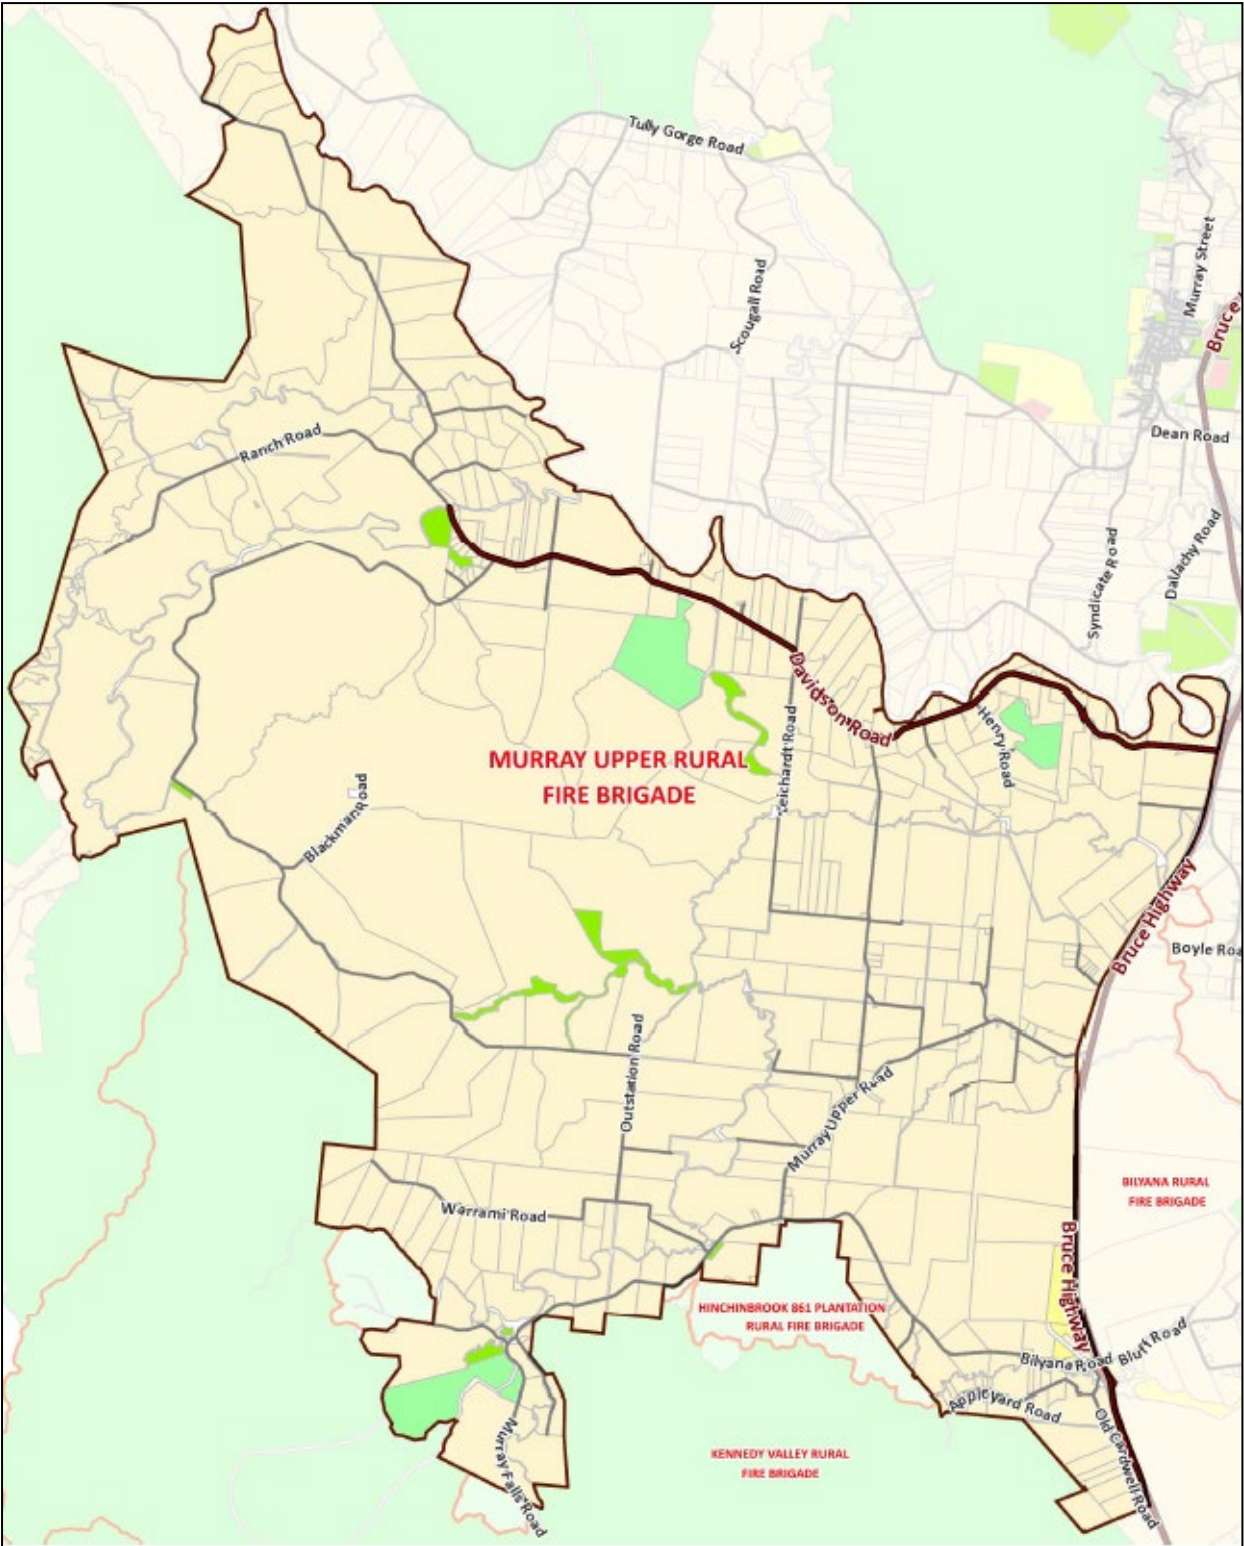 Tully Gorge Road
Murray Street
Scougall Road
Bruce
Dean Road
Ranch Road
Dallachy Road
Syndicate Road
Davidson Road
Henry Road
Leichardt Road
MURRAY UPPER RURAL
FIRE BRIGADE
Blackman Road
Bruce Highway
Boyle Roa
Outstation Road
Murray Upper Road
BILYANA RURAL
FIRE BRIGADE
Warrami Road
Bruce Highway
HINCHINBROOK 861 PLANTATION
RURAL FIRE BRIGADE
Bluff Road
Bilyana Road
Appleyard Road
Old Cardwell Road
Murray Falls Road
KENNEDY VALLEY RURAL
FIRE BRIGADE